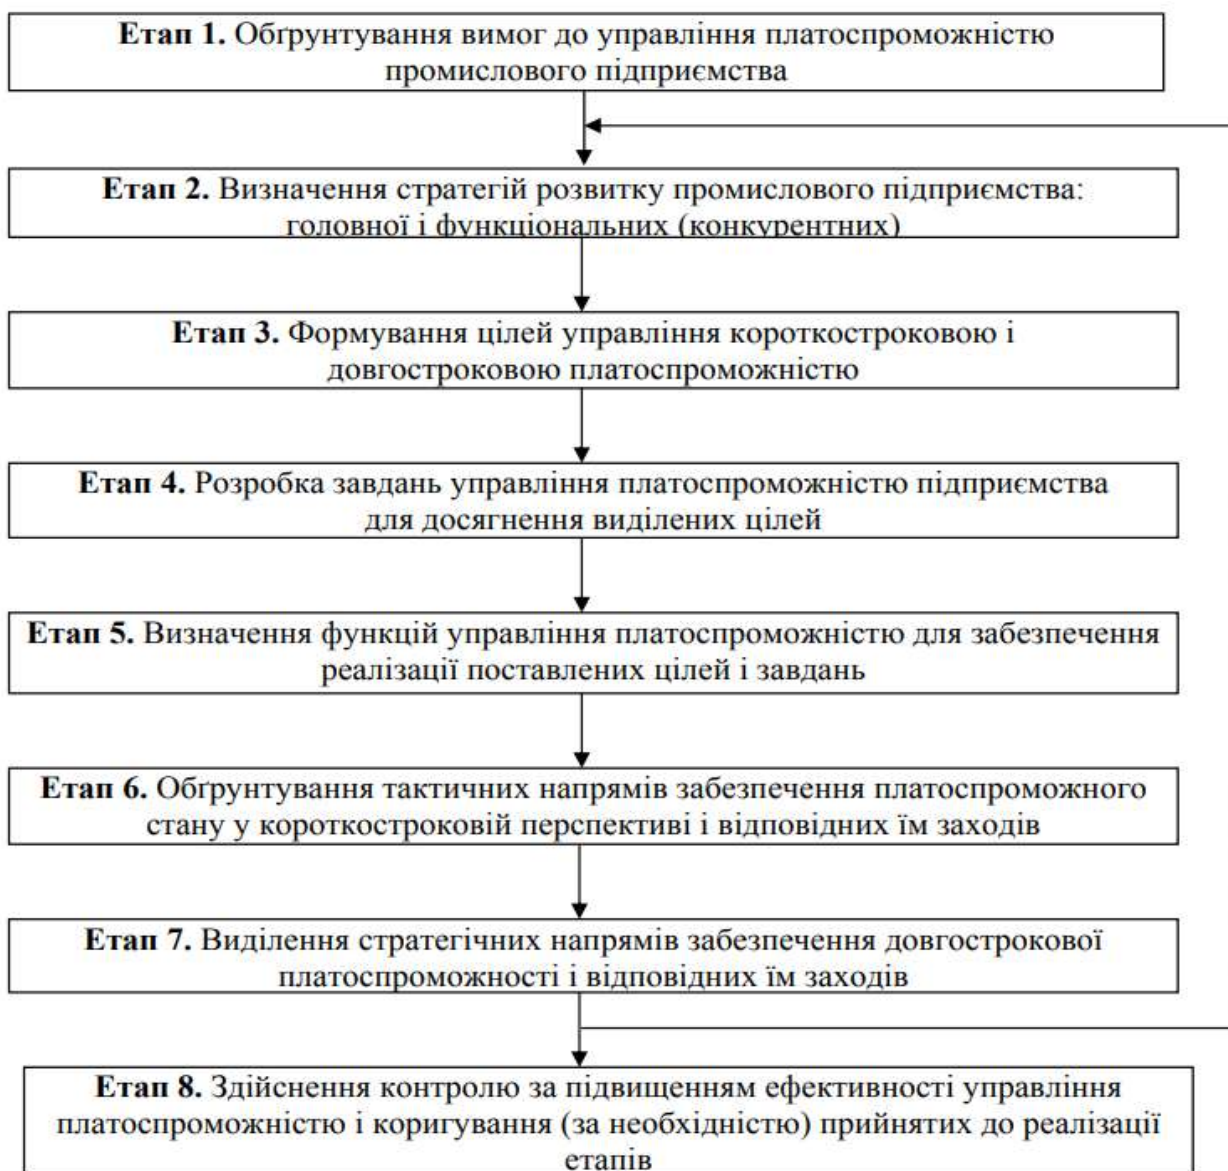 Етап 1. Обґрунтування вимог до управління платоспроможністю
промислового підприємства
Етап 2. Визначення стратегій розвитку промислового підприємства:
головної і функціональних (конкурентних)
Етап 3. Формування цілей управління короткостроковою і
довгостроковою платоспроможністю
Етап 4. Розробка завдань управління платоспроможністю підприємства
для досягнення виділених цілей
Етап 5. Визначення функцій управління платоспроможністю для забезпечення
реалізації поставлених цілей і завдань
Етап 6. Обґрунтування тактичних напрямів забезпечення платоспроможного
стану у короткостроковій перспективі і відповідних їм заходів
Етап 7. Виділення стратегічних напрямів забезпечення довгострокової
платоспроможності і відповідних їм заходів
Етап 8. Здійснення контролю за підвищенням ефективності управління
платоспроможністю і коригування (за необхідністю) прийнятих до реалізації
етапів